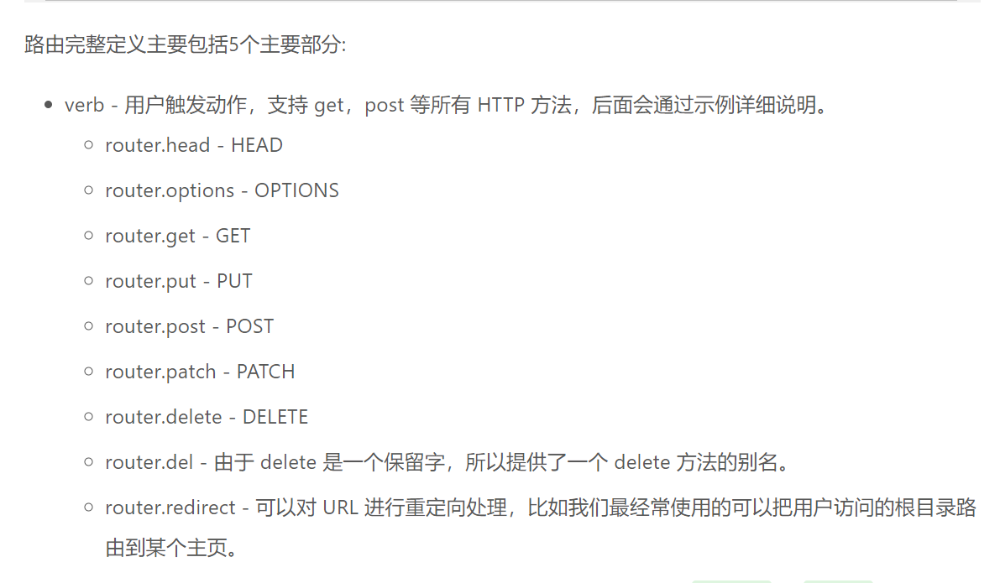 路由完整定义主要包括5个主要部分:
verb - 用户触发动作，支持 get，post 等所有 HTTP 方法，后面会通过示例详细说明。
router.head - HEAD
router.options - OPTIONS
router.get - GET
router.put - PUT
router.post - POST
router.patch - PATCH
router.delete - DELETE
router.del - 由于 delete 是一个保留字，所以提供了一个 delete 方法的别名。
router.redirect - 可以对 URL 进行重定向处理，比如我们最经常使用的可以把用户访问的根目录路
由到某个主页。